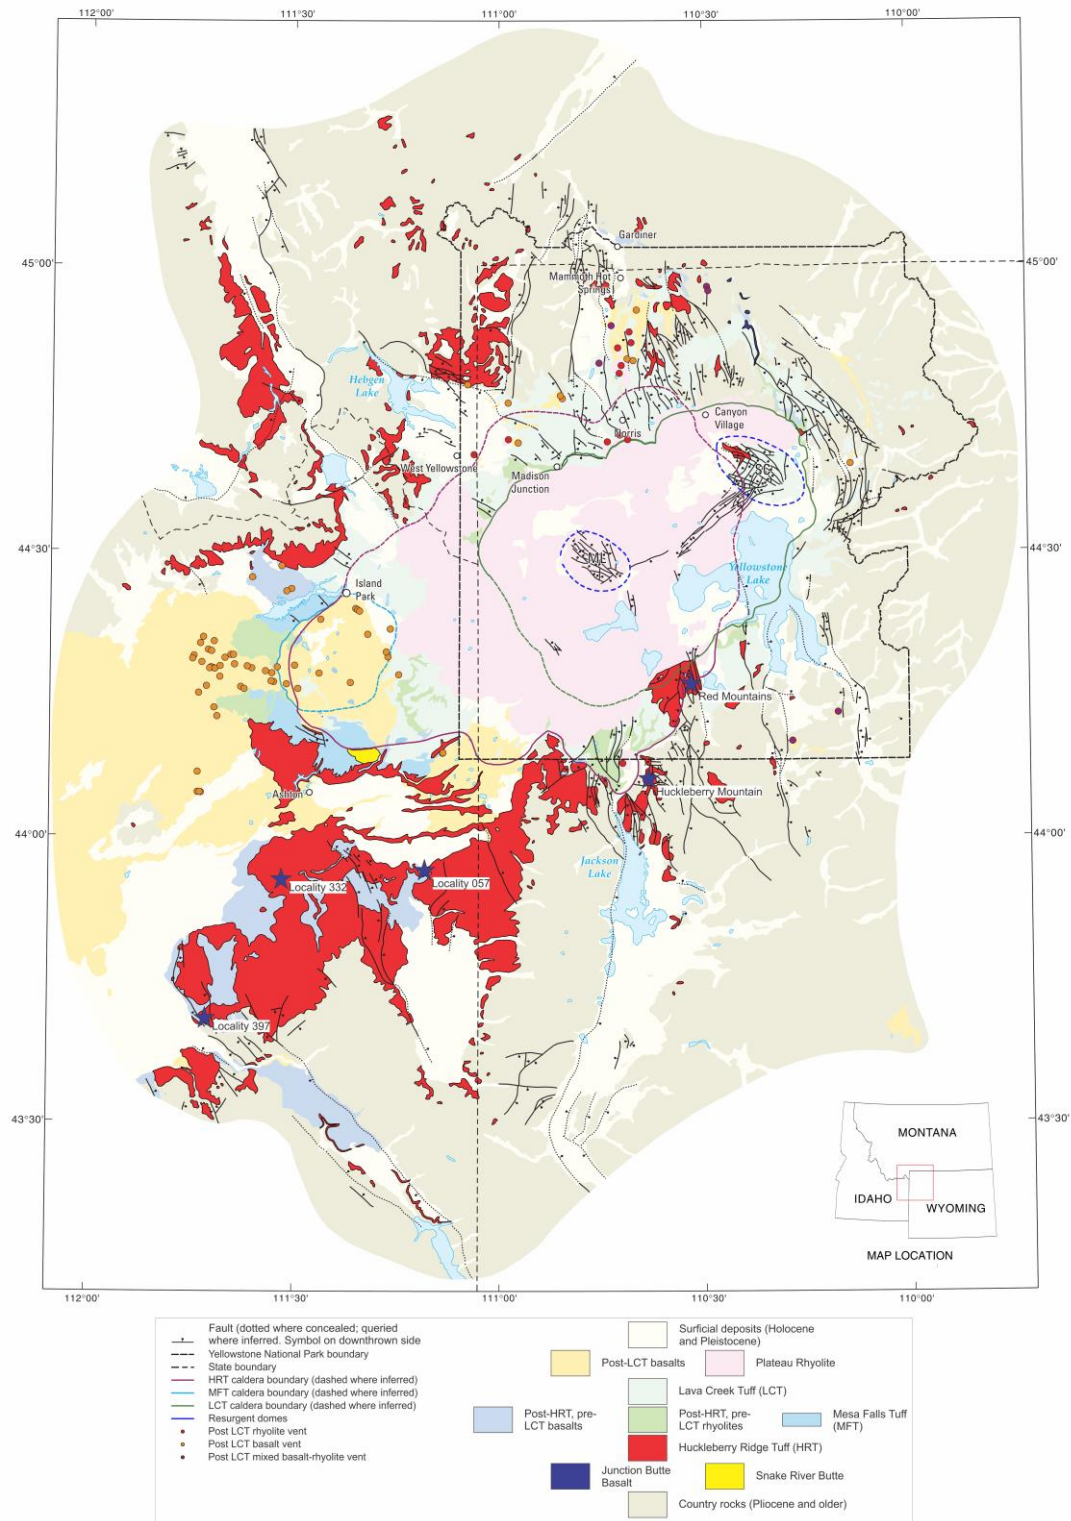 112°00'
111°30'
111°00'
110°30'
110°00'
Gardiner
45°00'
45°00'
Mammoth Hot
Springs
Hebgen
Lake
Canyon
Village
Norris
West Yellowstone
Madison
Junction
SC
44°30'
44°30'
ML
Yellowstone
Lake
Island
Park
Red Mountains
Huckleberry Mountain
Ashton
44°00'
44°00'
Jackson
Lake
Locality 332
Locality 057
Locality 397
43°30'
43°30'
MONTANA
IDAHO
WYOMING
MAP LOCATION
112°00'
111°30'
111°00'
110°30'
110°00'
Fault (dotted where concealed; queried
where inferred. Symbol on downthrown side
Yellowstone National Park boundary
State boundary
HRT caldera boundary (dashed where inferred)
MFT caldera boundary (dashed where inferred)
LCT caldera boundary (dashed where inferred)
Resurgent domes
Post LCT rhyolite vent
Post LCT basalt vent
Post LCT mixed basalt-rhyolite vent
Surficial deposits (Holocene
and Pleistocene)
Post-LCT basalts
Plateau Rhyolite
Lava Creek Tuff (LCT)
Post-HRT, pre-
LCT basalts
Post-HRT, pre-
LCT rhyolites
Mesa Falls Tuff
(MFT)
Huckleberry Ridge Tuff (HRT)
Junction Butte
Basalt
Snake River Butte
Country rocks (Pliocene and older)